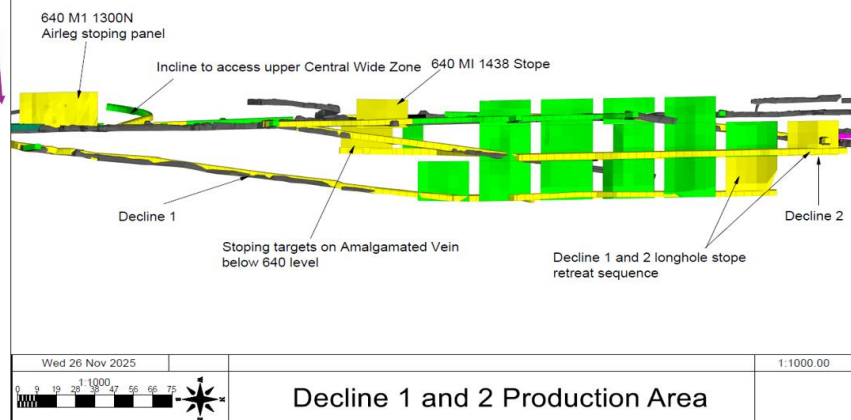 640 M1 1300N
Airleg stoping panel
Incline to access upper Central Wide Zone
640 MI 1438 Stope
Decline 1
Stoping targets on Amalgamated Vein
below 640 level
Decline 2
Decline 1 and 2 longhole stope
retreat sequence
Wed 26 Nov 2025
1:1000.00
1:1000
0 9 19 28 38 47 56 66 75
Decline 1 and 2 Production Area